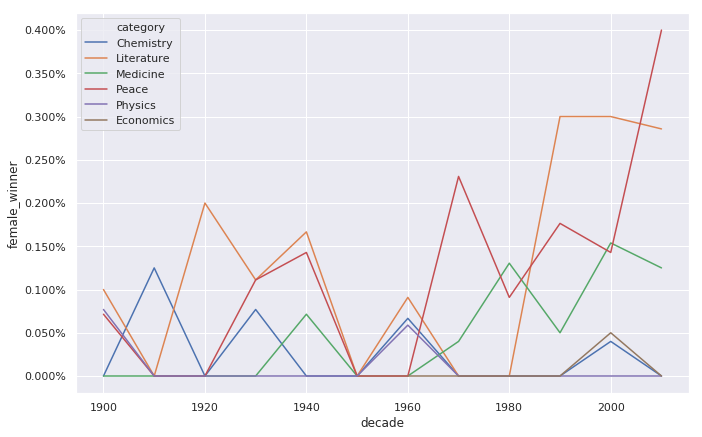 category
Chemistry
Literature
Medicine
Peace
Physics
Economics
0.400%
0.350%
0.300%
0.250%
0.200%
0.150%
0.100%
0.050%
0.000%
female_winner
1900 1920 1940 1960 1980 2000
decade